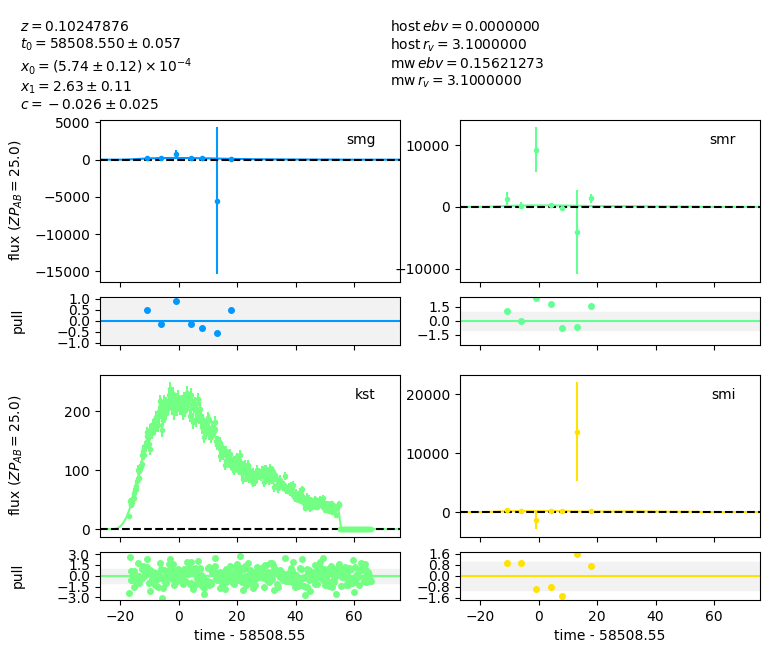 z = 0.10247876
t₀ = 58508.550 ± 0.057
x₀ = (5.74 ± 0.12) × 10⁻⁴
x₁ = 2.63 ± 0.11
c = −0.026 ± 0.025
host ebv = 0.0000000
host r_v = 3.1000000
mw ebv = 0.15621273
mw r_v = 3.1000000
smg
5000
0
−5000
−10000
−15000
flux (ZP_AB = 25.0)
smr
10000
0
−10000
1.0
0.5
0.0
−0.5
−1.0
pull
1.5
0.0
−1.5
kst
200
100
0
flux (ZP_AB = 25.0)
smi
20000
10000
0
3.0
1.5
0.0
−1.5
−3.0
pull
−20 0 20 40 60
time - 58508.55
1.6
0.8
0.0
−0.8
−1.6
−20 0 20 40 60
time - 58508.55